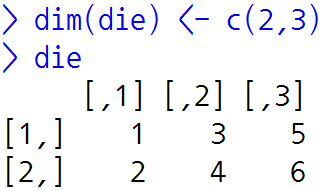 > dim(die) <- c(2,3)
> die
     [,1] [,2] [,3]
[1,]    1    3    5
[2,]    2    4    6